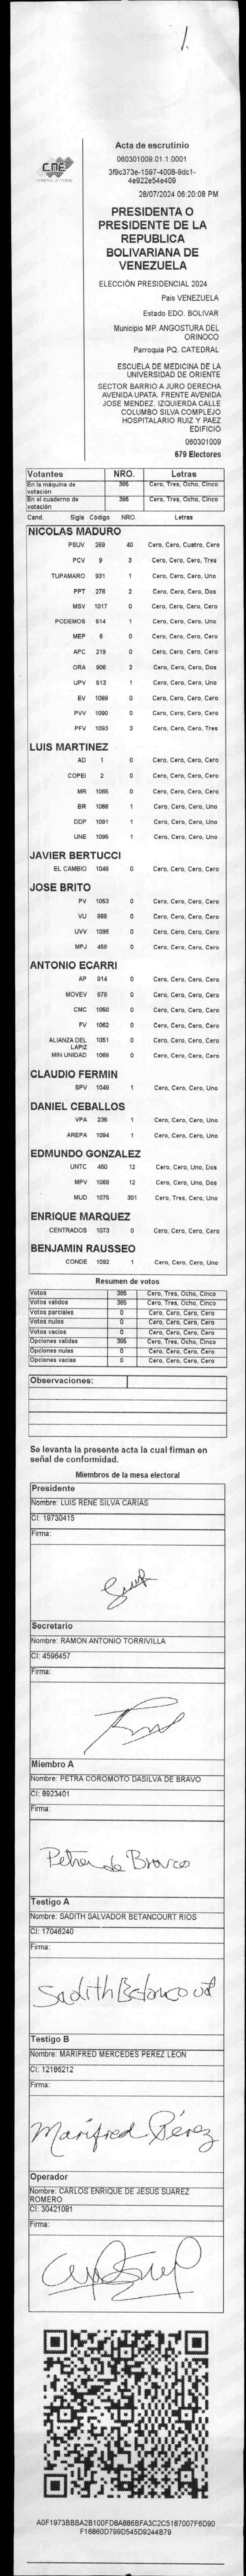 1.
CNE
Acta de escrutinio
060301009.01.1.0001
3f9c373e-1597-4008-9dc1-
4e922e54e409
28/07/2024 06:20:08 PM
PRESIDENTA O
PRESIDENTE DE LA
REPUBLICA
BOLIVARIANA DE
VENEZUELA
ELECCIÓN PRESIDENCIAL 2024
Pais VENEZUELA
Estado EDO. BOLIVAR
Municipio MP. ANGOSTURA DEL
ORINOCO
Parroquia PQ. CATEDRAL
ESCUELA DE MEDICINA DE LA
UNIVERSIDAD DE ORIENTE
SECTOR BARRIO A JURO DERECHA
AVENIDA UPATA. FRENTE AVENIDA
JOSE MENDEZ. IZQUIERDA CALLE
COLUMBO SILVA COMPLEJO
HOSPITALARIO RUIZ Y PAEZ
EDIFICIO
060301009
679 Electores
Votantes NRO. Letras
En la máquina de votación 385 Cero, Tres, Ocho, Cinco
En el cuaderno de votación 385 Cero, Tres, Ocho, Cinco
Cand. Sigla Código NRO. Letras
NICOLAS MADURO
PSUV 269 40 Cero, Cero, Cuatro, Cero
PCV 9 3 Cero, Cero, Cero, Tres
TUPAMARO 931 1 Cero, Cero, Cero, Uno
PPT 276 2 Cero, Cero, Cero, Dos
MSV 1017 0 Cero, Cero, Cero, Cero
PODEMOS 514 1 Cero, Cero, Cero, Uno
MEP 6 0 Cero, Cero, Cero, Cero
APC 219 0 Cero, Cero, Cero, Cero
ORA 906 2 Cero, Cero, Cero, Dos
UPV 513 1 Cero, Cero, Cero, Uno
EV 1089 0 Cero, Cero, Cero, Cero
PVV 1090 0 Cero, Cero, Cero, Cero
PFV 1093 3 Cero, Cero, Cero, Tres
LUIS MARTINEZ
AD 1 0 Cero, Cero, Cero, Cero
COPEI 2 0 Cero, Cero, Cero, Cero
MR 1065 0 Cero, Cero, Cero, Cero
BR 1066 1 Cero, Cero, Cero, Uno
DDP 1091 1 Cero, Cero, Cero, Uno
UNE 1095 1 Cero, Cero, Cero, Uno
JAVIER BERTUCCI
EL CAMBIO 1048 0 Cero, Cero, Cero, Cero
JOSE BRITO
PV 1053 0 Cero, Cero, Cero, Cero
VU 868 0 Cero, Cero, Cero, Cero
UVV 1096 0 Cero, Cero, Cero, Cero
MPJ 458 0 Cero, Cero, Cero, Cero
ANTONIO ECARRI
AP 814 0 Cero, Cero, Cero, Cero
MOVEV 878 0 Cero, Cero, Cero, Cero
CMC 1050 0 Cero, Cero, Cero, Cero
FV 1062 0 Cero, Cero, Cero, Cero
ALIANZA DEL LAPIZ 1051 0 Cero, Cero, Cero, Cero
MIN UNIDAD 1068 0 Cero, Cero, Cero, Cero
CLAUDIO FERMIN
SPV 1049 1 Cero, Cero, Cero, Uno
DANIEL CEBALLOS
VPA 236 1 Cero, Cero, Cero, Uno
AREPA 1094 1 Cero, Cero, Cero, Uno
EDMUNDO GONZALEZ
UNTC 460 12 Cero, Cero, Uno, Dos
MPV 1069 12 Cero, Cero, Uno, Dos
MUD 1075 301 Cero, Tres, Cero, Uno
ENRIQUE MARQUEZ
CENTRADOS 1073 0 Cero, Cero, Cero, Cero
BENJAMIN RAUSSEO
CONDE 1092 1 Cero, Cero, Cero, Uno
Resumen de votos
Votos 385 Cero, Tres, Ocho, Cinco
Votos validos 385 Cero, Tres, Ocho, Cinco
Votos parciales 0 Cero, Cero, Cero, Cero
Votos nulos 0 Cero, Cero, Cero, Cero
Votos vacios 0 Cero, Cero, Cero, Cero
Opciones validas 385 Cero, Tres, Ocho, Cinco
Opciones nulas 0 Cero, Cero, Cero, Cero
Opciones vacias 0 Cero, Cero, Cero, Cero
Observaciones:
Se levanta la presente acta la cual firman en
señal de conformidad.
Miembros de la mesa electoral
Presidente
Nombre: LUIS RENE SILVA CARIAS
CI: 19730415
Firma:
Secretario
Nombre: RAMON ANTONIO TORRIVILLA
CI: 4596457
Firma:
Miembro A
Nombre: PETRA COROMOTO DASILVA DE BRAVO
CI: 8923401
Firma:
Petra de Bravo
Testigo A
Nombre: SADITH SALVADOR BETANCOURT RIOS
CI: 17046240
Firma:
Sadith Betancourt
Testigo B
Nombre: MARIFRED MERCEDES PEREZ LEON
CI: 12186212
Firma:
Marifred Pérez
Operador
Nombre: CARLOS ENRIQUE DE JESUS SUAREZ
ROMERO
CI: 30421081
Firma:
A0F1973BBBA2B100FD8A886BFA3C2C5187007F6D90
F16860D799D545D9244B79